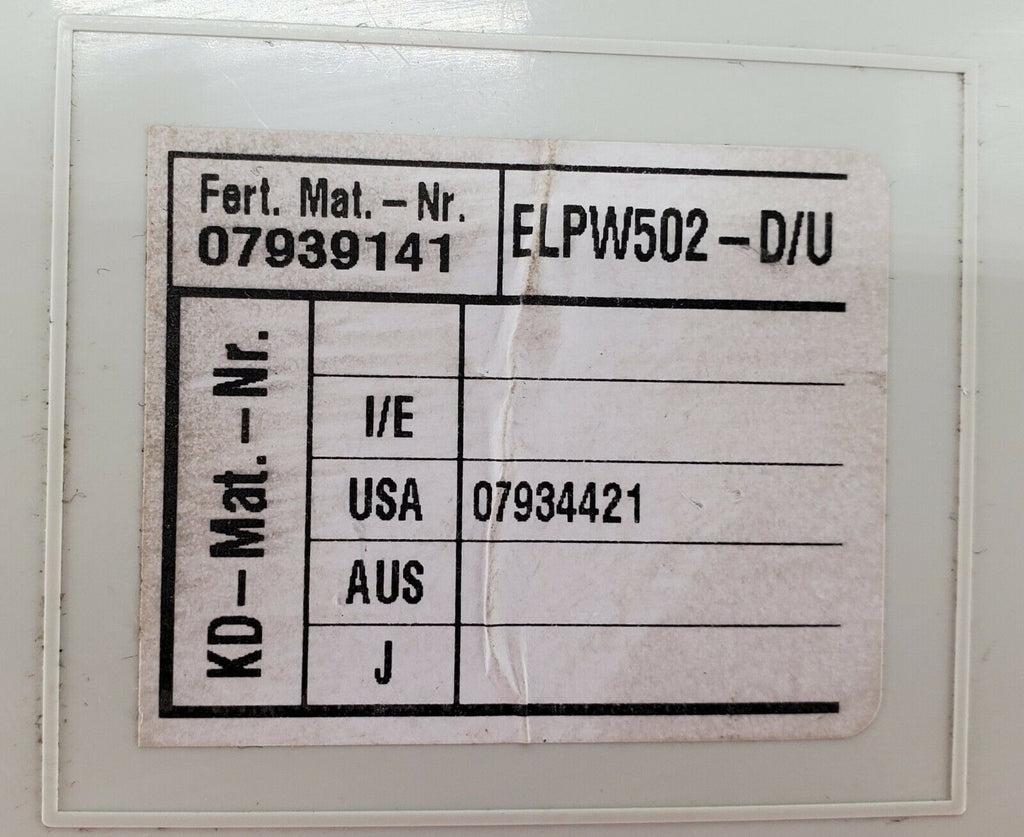 Fert. Mat.-Nr.
07939141
ELPW502-D/U
KD-Mat.-Nr.
I/E
USA 07934421
AUS
J